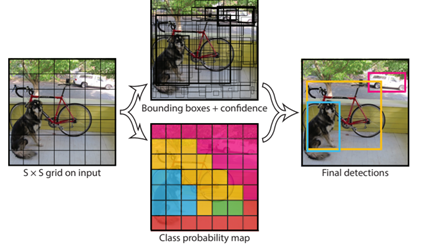 Bounding boxes + confidence
S × S grid on input
Final detections
Class probability map